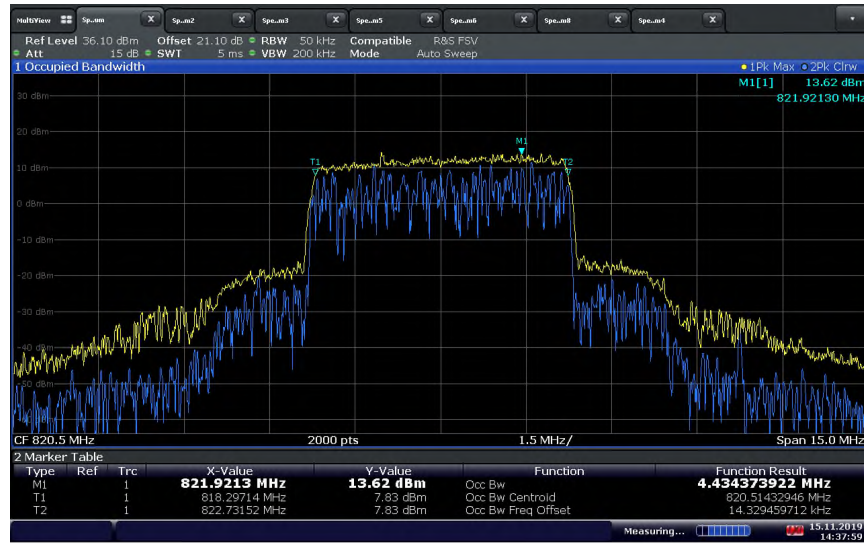 MultiView Sp..um X Sp..m2 X Spe..m3 X Spe..m5 X Spe..m6 X Spe..m8 X Spe..m4 X
Ref Level 36.10 dBm Offset 21.10 dB RBW 50 kHz Compatible R&S FSV
Att 15 dB SWT 5 ms VBW 200 kHz Mode Auto Sweep
1 Occupied Bandwidth 1Pk Max 2Pk Clrw
M1[1] 13.62 dBm
821.92130 MHz
30 dBm
20 dBm
M1
T1 T2
10 dBm
0 dBm
-10 dBm
-20 dBm
-30 dBm
-40 dBm
-50 dBm
CF 820.5 MHz 2000 pts 1.5 MHz/ Span 15.0 MHz
2 Marker Table
Type Ref Trc X-Value Y-Value Function Function Result
M1 1 821.9213 MHz 13.62 dBm Occ Bw 4.434373922 MHz
T1 1 818.29714 MHz 7.83 dBm Occ Bw Centroid 820.51432946 MHz
T2 1 822.73152 MHz 7.83 dBm Occ Bw Freq Offset 14.329459712 kHz
Measuring... 15.11.2019
14:37:59